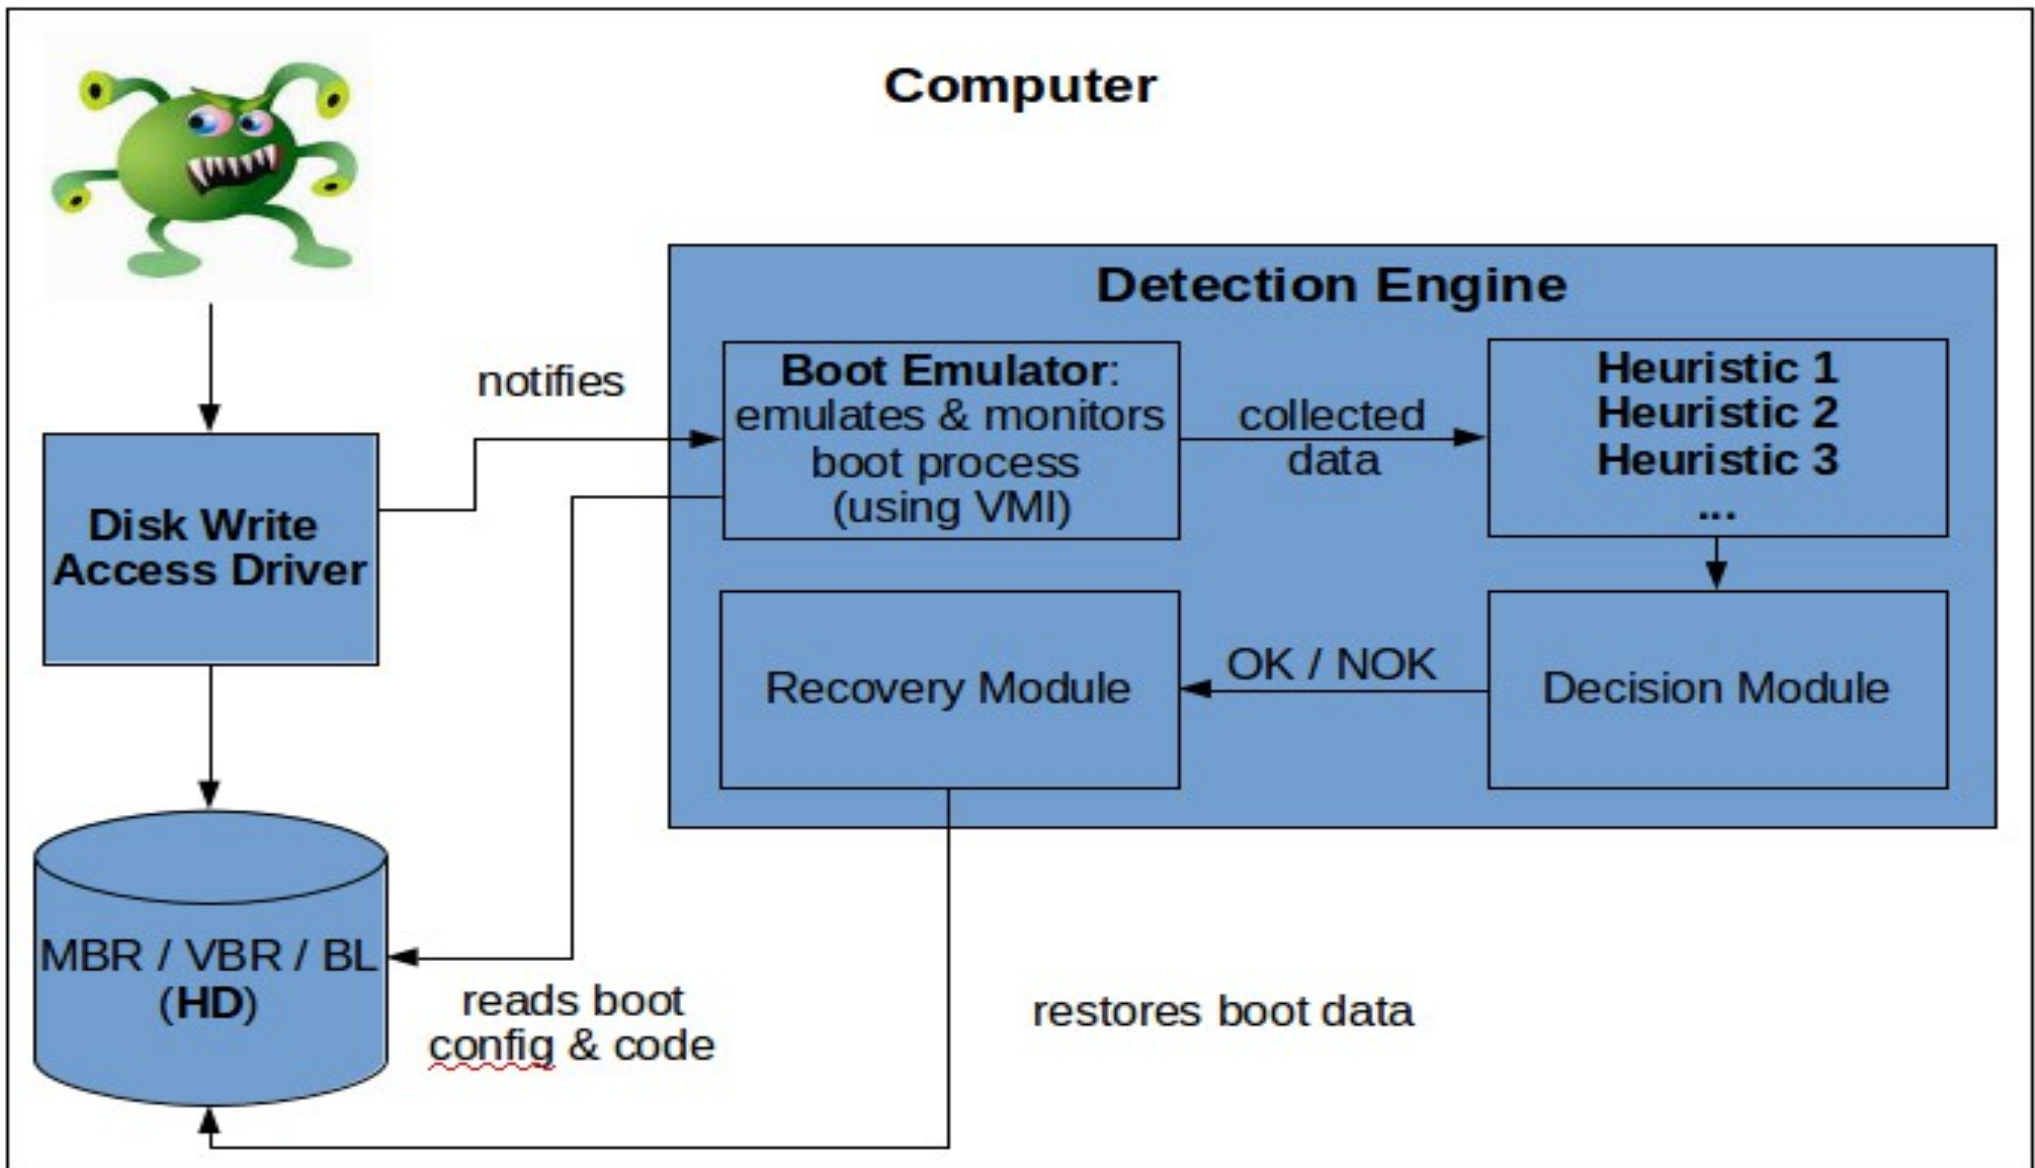 Computer
Detection Engine
notifies
Boot Emulator:
emulates & monitors
boot process
(using VMI)
collected
data
Heuristic 1
Heuristic 2
Heuristic 3
...
Disk Write
Access Driver
Recovery Module
OK / NOK
Decision Module
MBR / VBR / BL
(HD)
reads boot
config & code
restores boot data